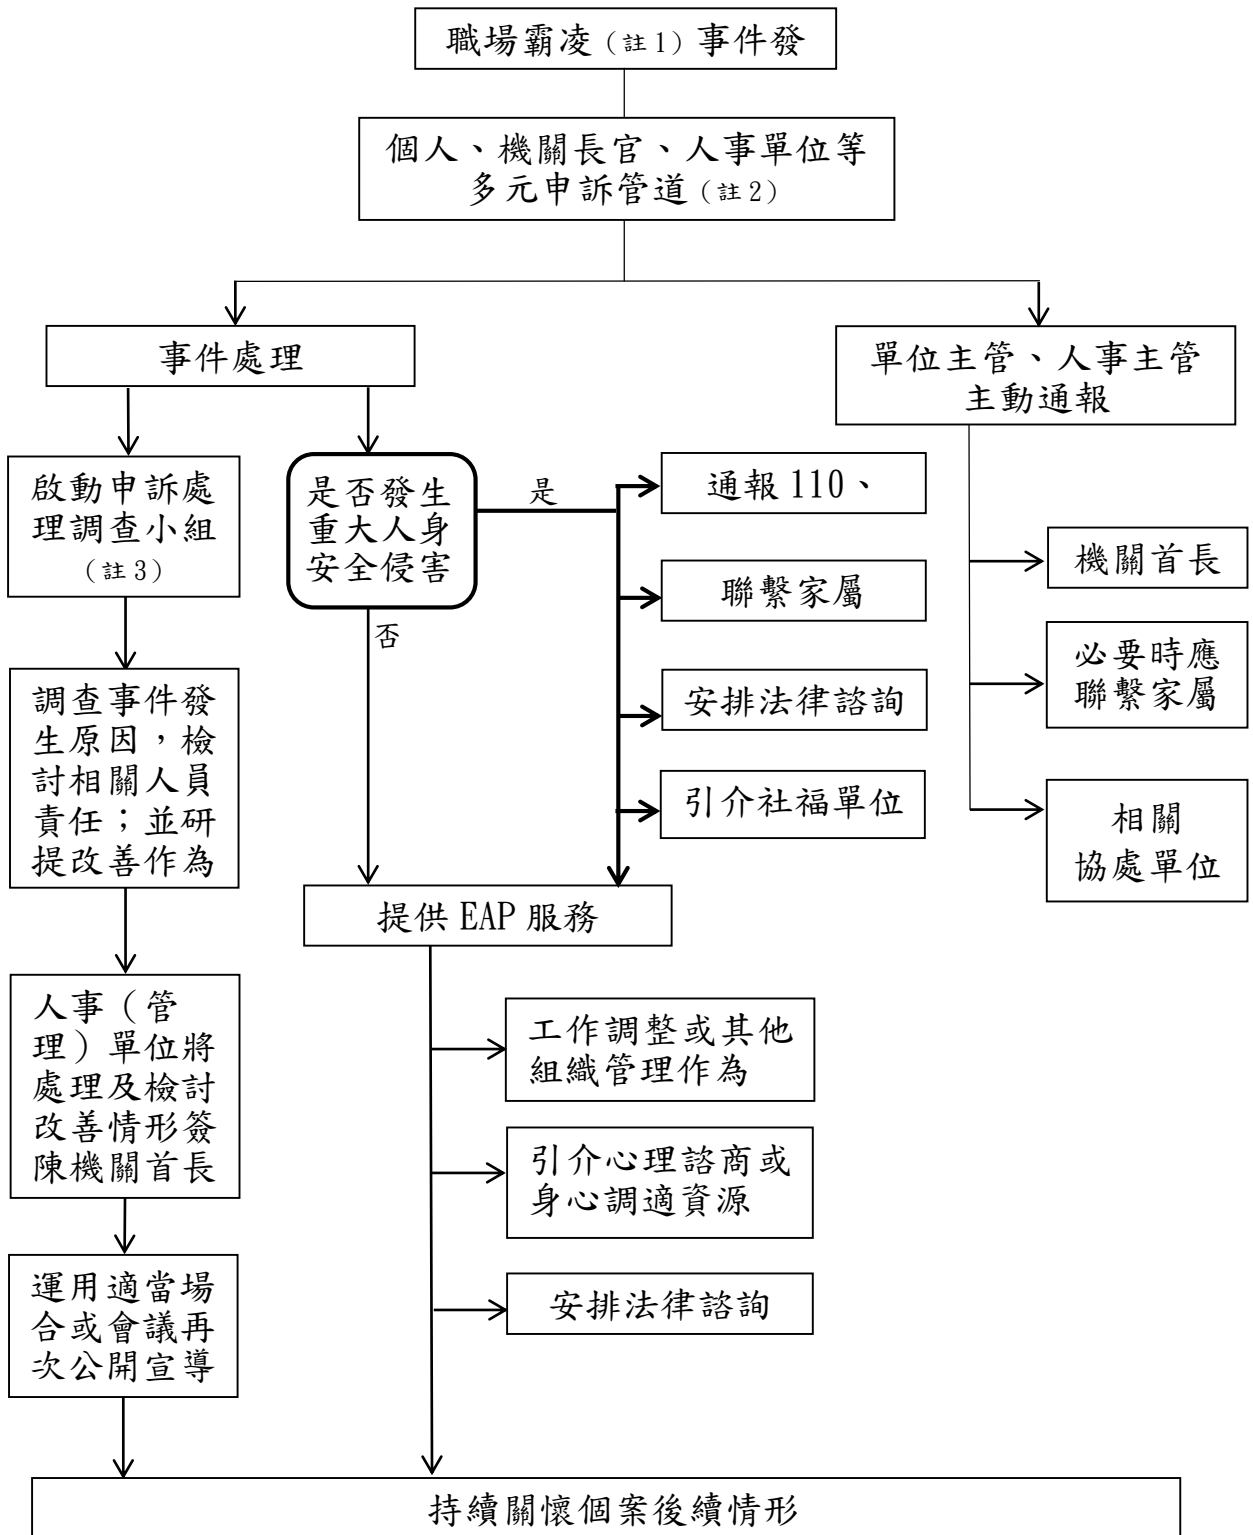 職場霸凌（註1）事件發
個人、機關長官、人事單位等
多元申訴管道（註2）
事件處理
單位主管、人事主管
主動通報
啟動申訴處
理調查小組
（註3）
是否發生
重大人身
安全侵害
是
否
通報 110、
聯繫家屬
安排法律諮詢
引介社福單位
機關首長
必要時應
聯繫家屬
相關
協處單位
調查事件發
生原因，檢
討相關人員
責任；並研
提改善作為
提供 EAP 服務
人事（管
理）單位將
處理及檢討
改善情形簽
陳機關首長
工作調整或其他
組織管理作為
引介心理諮商或
身心調適資源
安排法律諮詢
運用適當場
合或會議再
次公開宣導
持續關懷個案後續情形